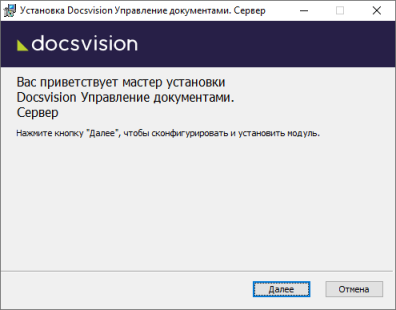 Установка Docsvision Управление документами. Сервер
docsvision
Вас приветствует мастер установки
Docsvision Управление документами.
Сервер
Нажмите кнопку "Далее", чтобы сконфигурировать и установить модуль.
Далее
Отмена